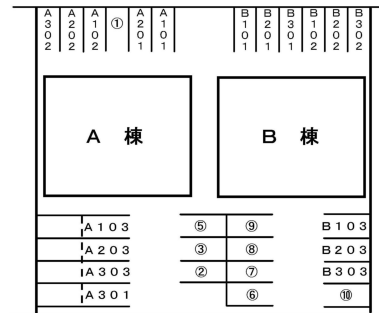 A302 A202 A102 ① A201 A101 B101 B201 B301 B102 B202 B302
A 棟 B 棟
A103 ⑤ ⑨ B103
A203 ③ ⑧ B203
A303 ② ⑦ B303
A301 ⑥ ⑩